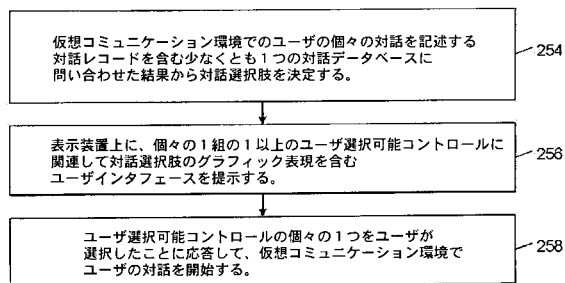 仮想コミュニケーション環境でのユーザの個々の対話を記述する
対話レコードを含む少なくとも1つの対話データベースに
問い合わせた結果から対話選択肢を決定する。
254
表示装置上に、個々の1組の1以上のユーザ選択可能コントロールに
関連して対話選択肢のグラフィック表現を含む
ユーザインタフェースを提示する。
256
ユーザ選択可能コントロールの個々の1つをユーザが
選択したことに応答して、仮想コミュニケーション環境で
ユーザの対話を開始する。
258